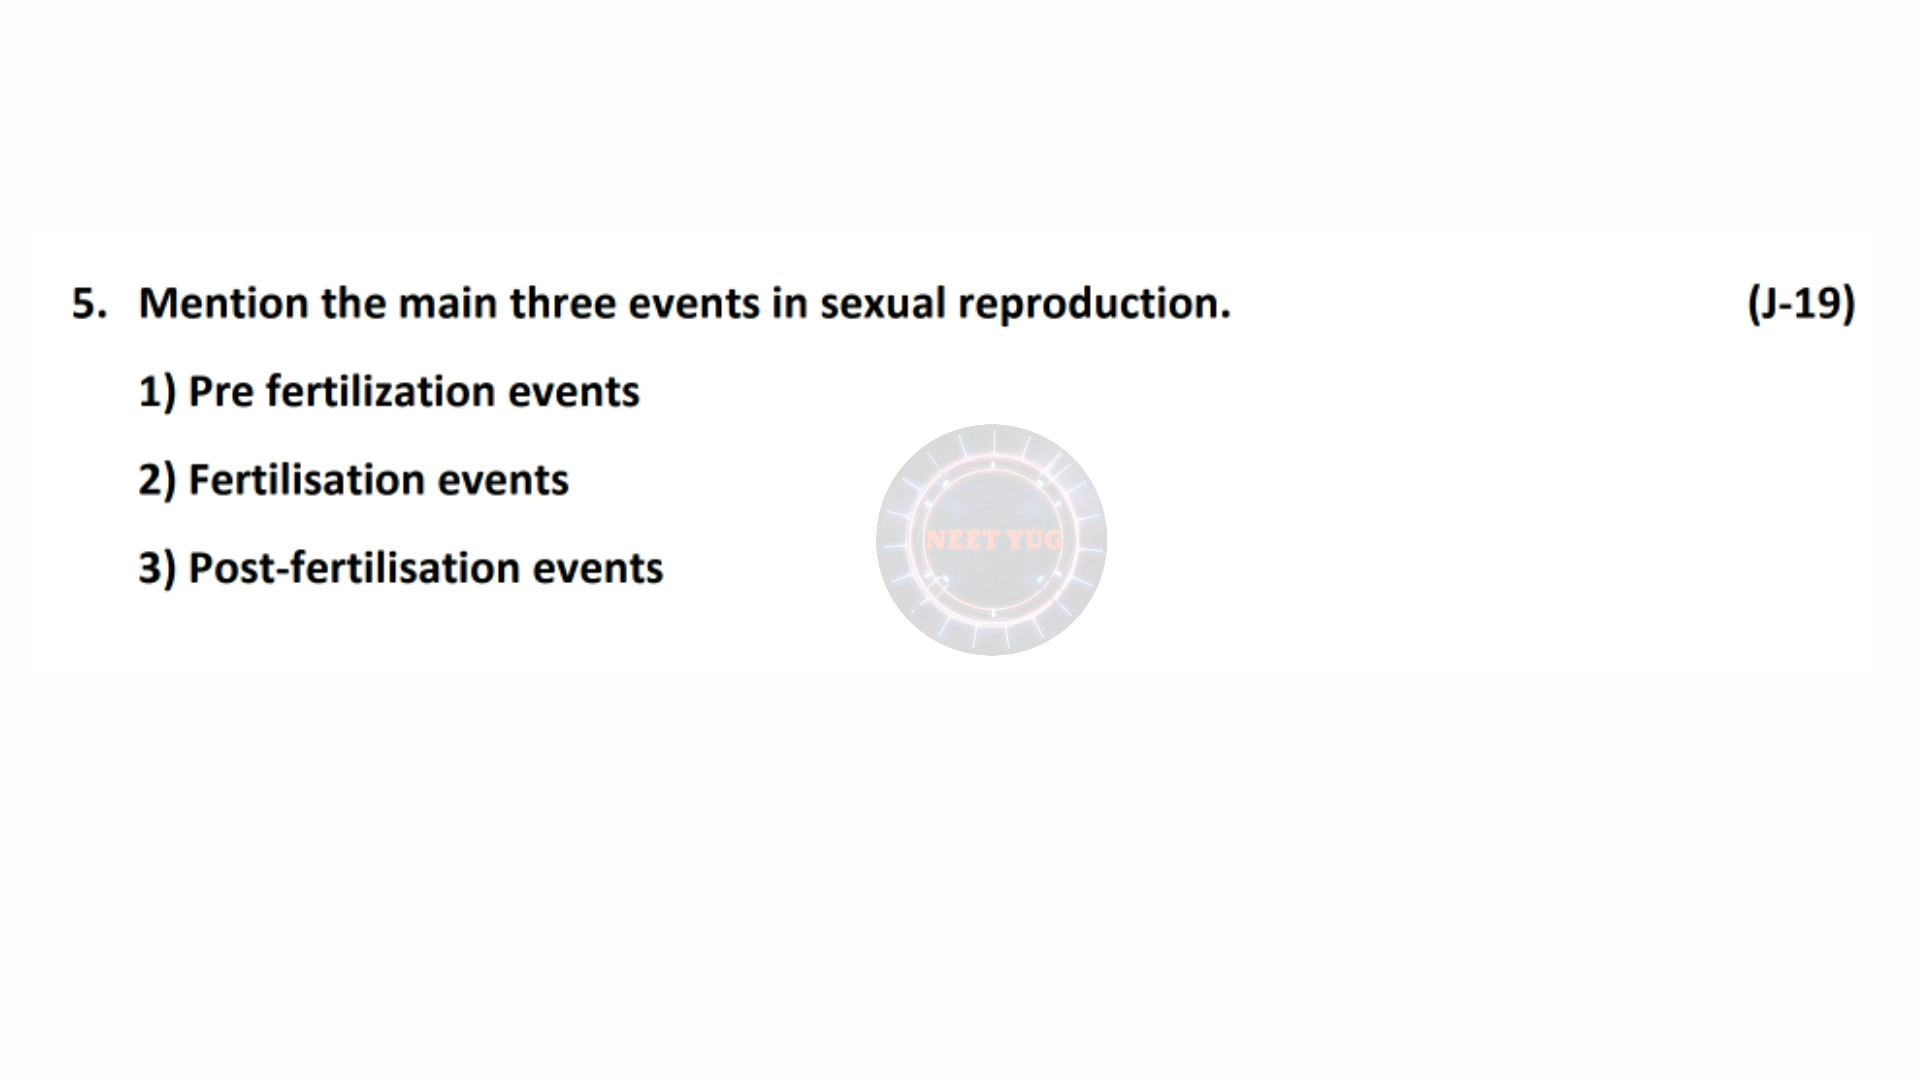 5. Mention the main three events in sexual reproduction. (J-19)
1) Pre fertilization events
2) Fertilisation events
3) Post-fertilisation events
NEET YUG